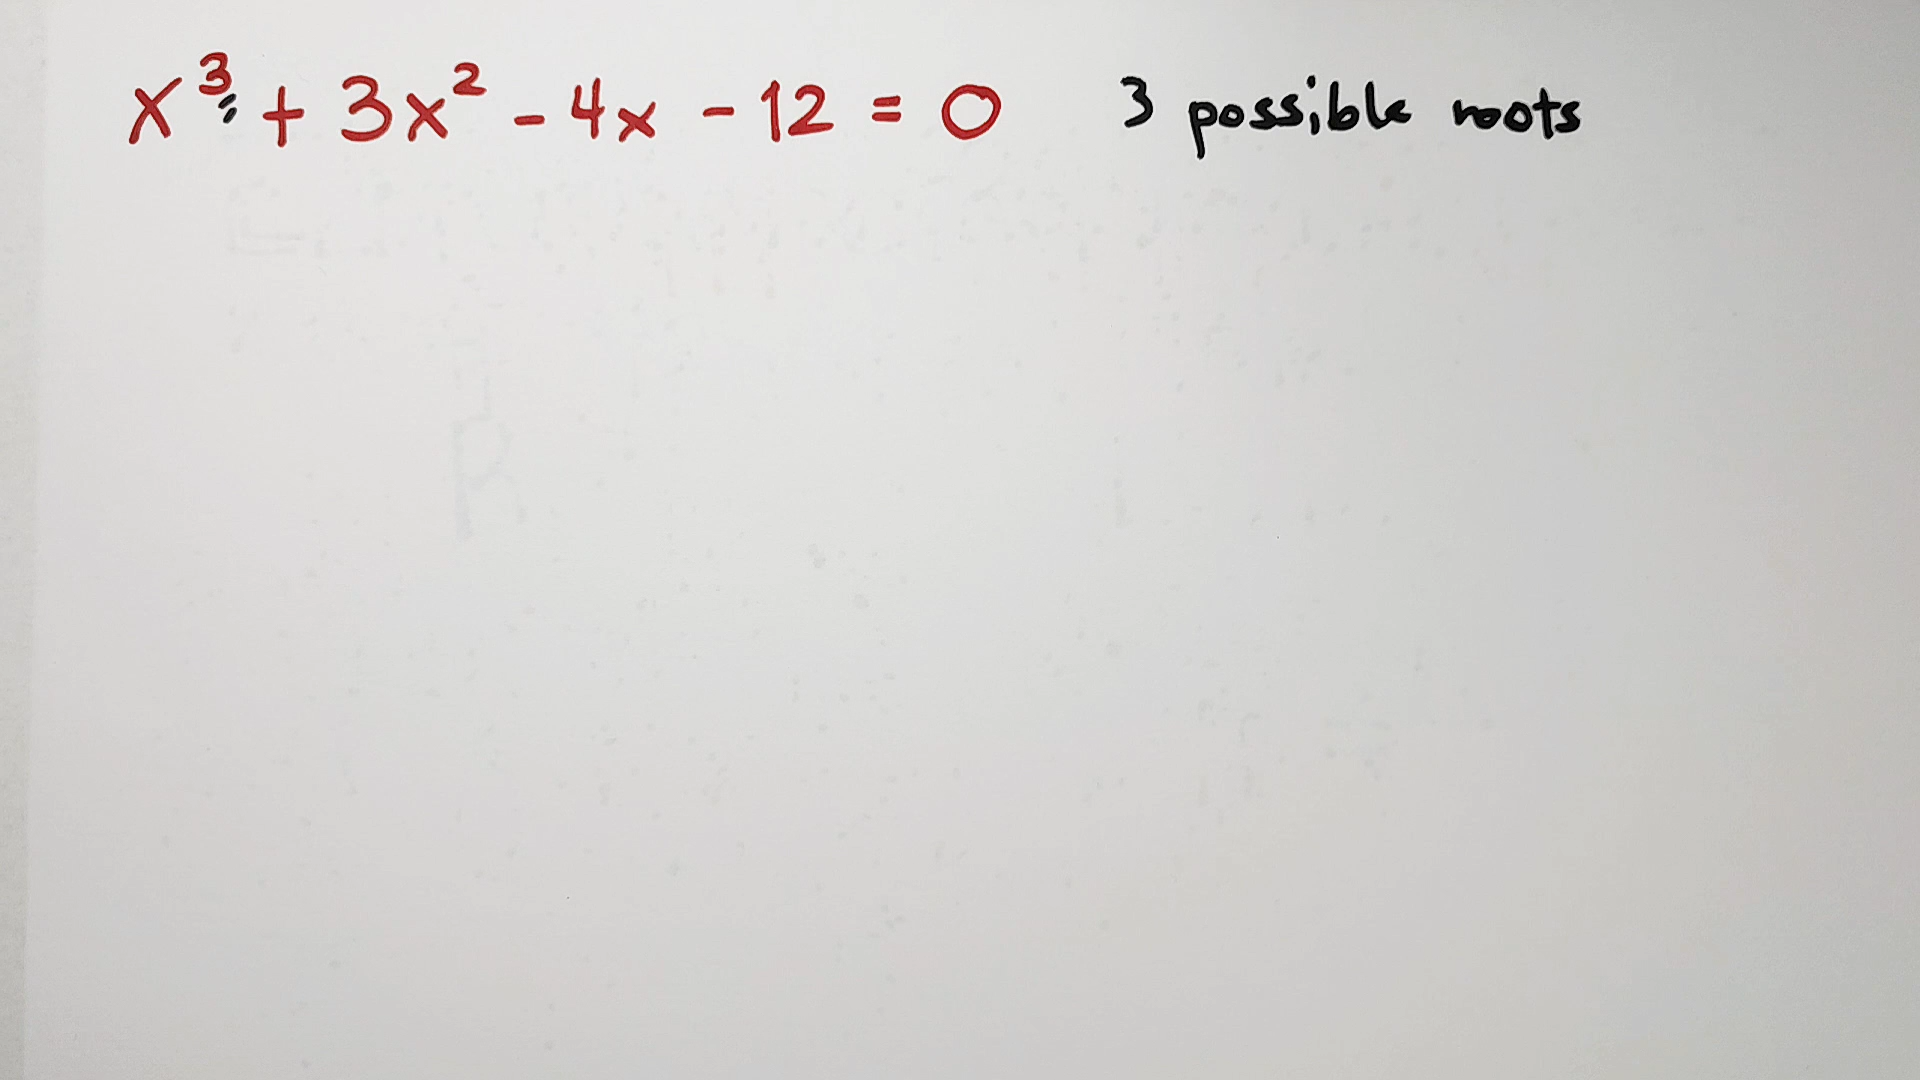 x³ + 3x² - 4x - 12 = 0 3 possible roots